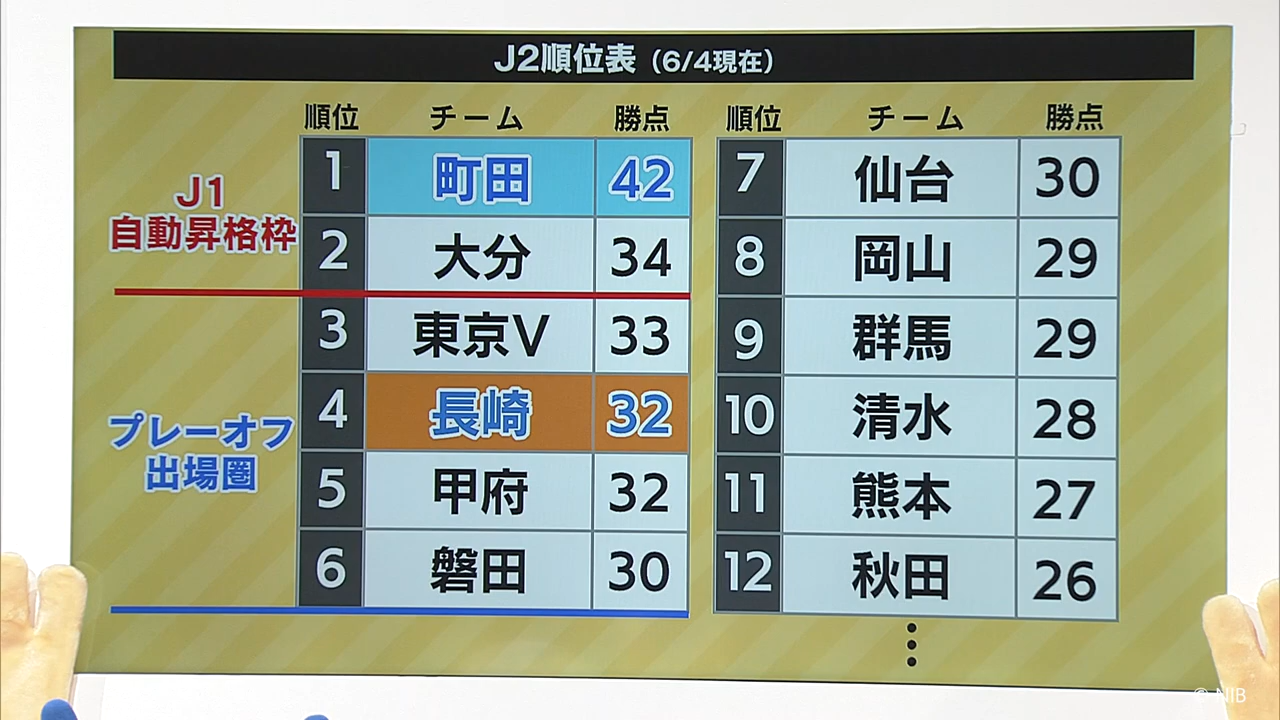 J2順位表（6/4現在）
順位 チーム 勝点
J1
自動昇格枠
1 町田 42
2 大分 34
プレーオフ
出場圏
3 東京V 33
4 長崎 32
5 甲府 32
6 磐田 30
順位 チーム 勝点
7 仙台 30
8 岡山 29
9 群馬 29
10 清水 28
11 熊本 27
12 秋田 26
© NIB